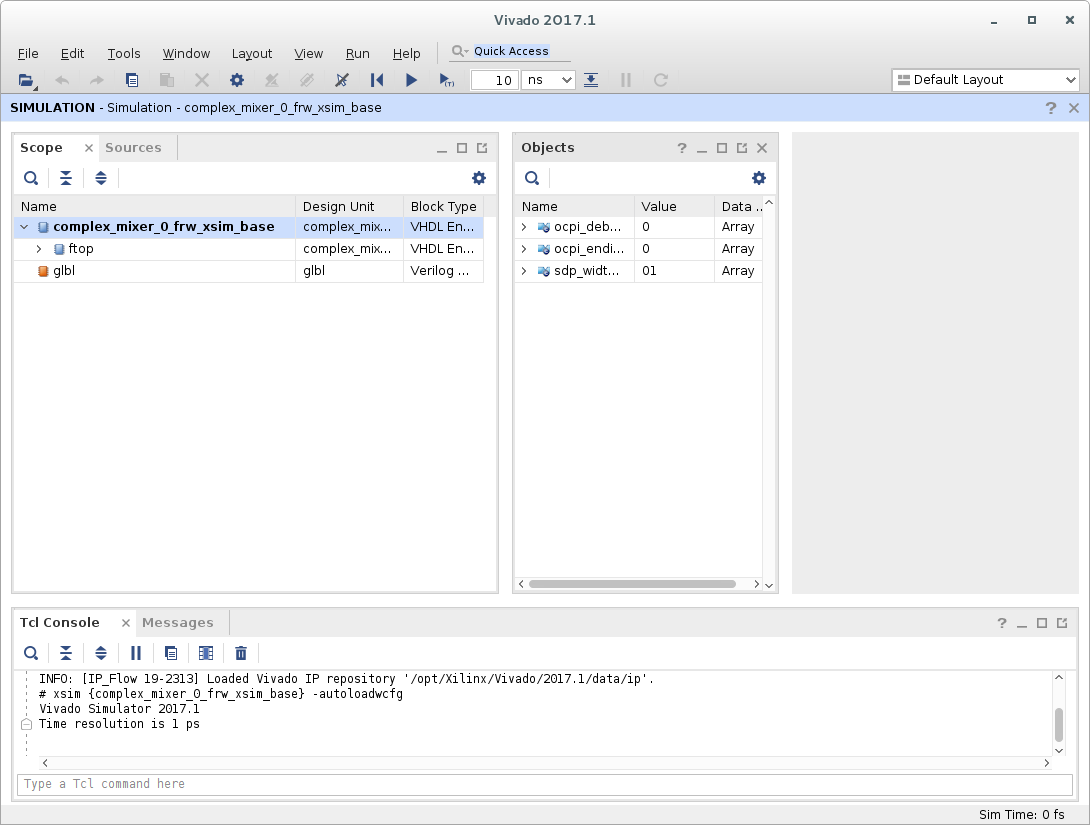 Vivado 2017.1
File Edit Tools Window Layout View Run Help Quick Access
10 ns Default Layout
SIMULATION - Simulation - complex_mixer_0_frw_xsim_base ?
Scope Sources
Name Design Unit Block Type
complex_mixer_0_frw_xsim_base complex_mix... VHDL En...
ftop complex_mix... VHDL En...
glbl glbl Verilog ...
Objects ?
Name Value Data ..
ocpi_deb... 0 Array
ocpi_endi... 0 Array
sdp_widt... 01 Array
Tcl Console Messages ?
INFO: [IP_Flow 19-2313] Loaded Vivado IP repository '/opt/Xilinx/Vivado/2017.1/data/ip'.
# xsim {complex_mixer_0_frw_xsim_base} -autoloadwcfg
Vivado Simulator 2017.1
Time resolution is 1 ps
Type a Tcl command here
Sim Time: 0 fs